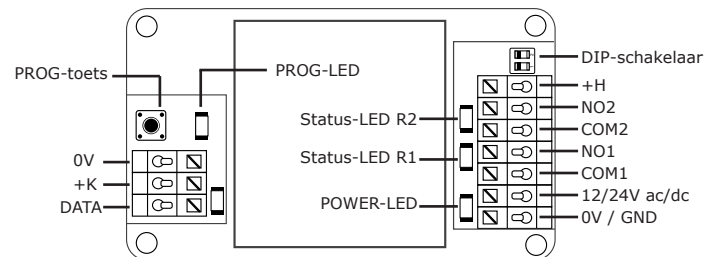 PROG-toets
PROG-LED
0V
+K
DATA
Status-LED R2
Status-LED R1
POWER-LED
DIP-schakelaar
+H
NO2
COM2
NO1
COM1
12/24V ac/dc
0V / GND